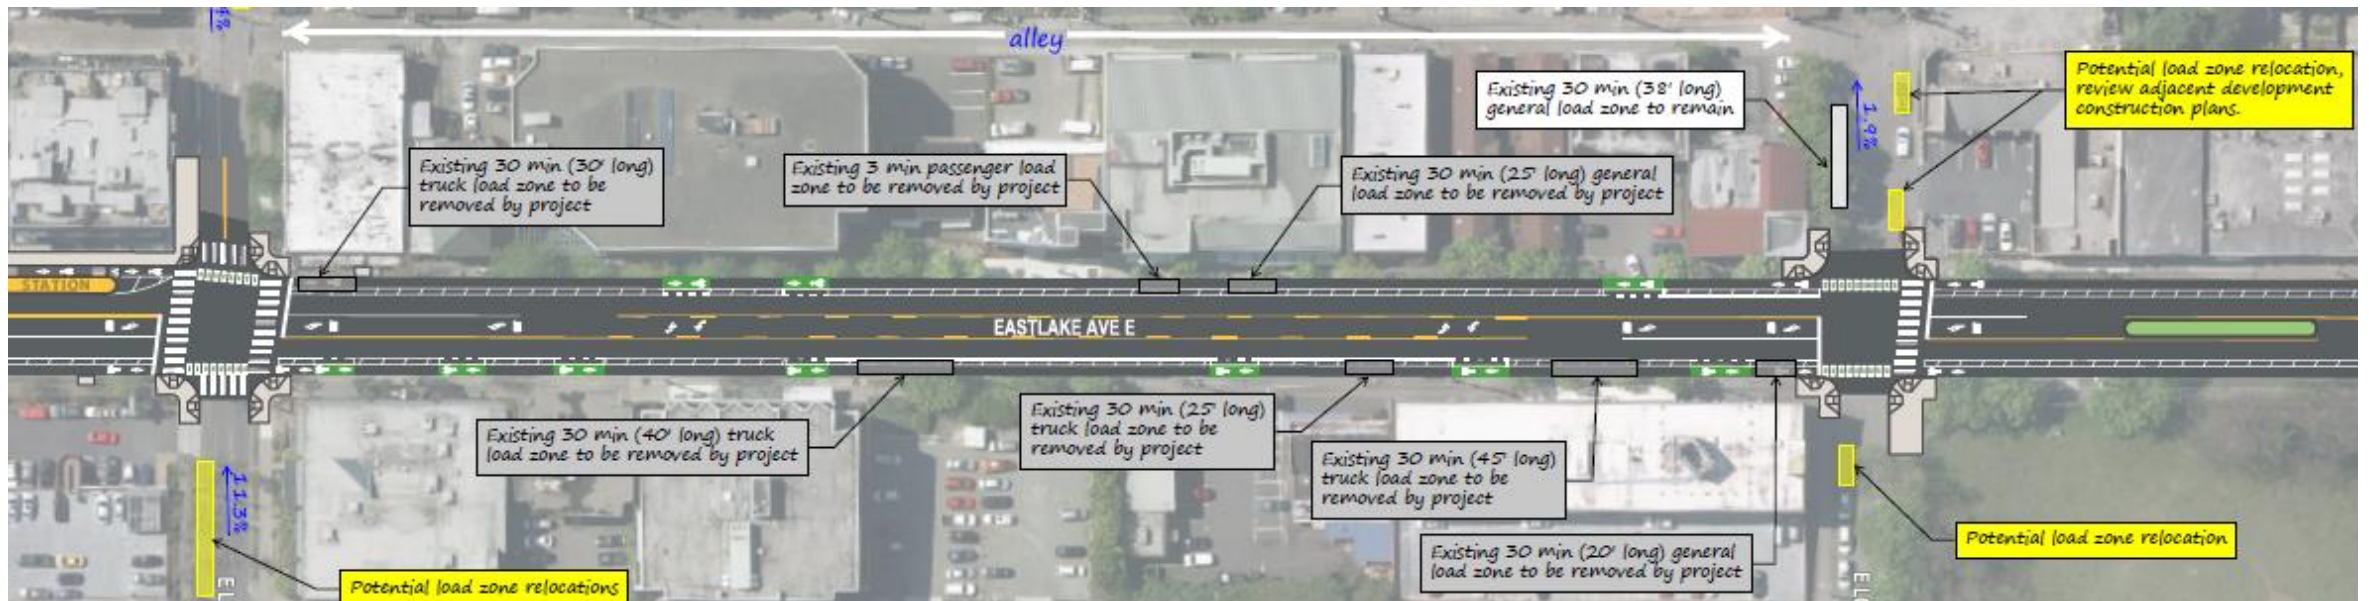 alley
Existing 30 min (38' long)
general load zone to remain
1.9%
Potential load zone relocation,
review adjacent development
construction plans.
Existing 30 min (30' long)
truck load zone to be
removed by project
Existing 3 min passenger load
zone to be removed by project
Existing 30 min (25' long) general
load zone to be removed by project
STATION
EASTLAKE AVE E
Existing 30 min (40' long) truck
load zone to be removed by project
Existing 30 min (25' long)
truck load zone to be
removed by project
Existing 30 min (45' long)
truck load zone to be
removed by project
Existing 30 min (20' long) general
load zone to be removed by project
11.3%
Potential load zone relocations
Potential load zone relocation